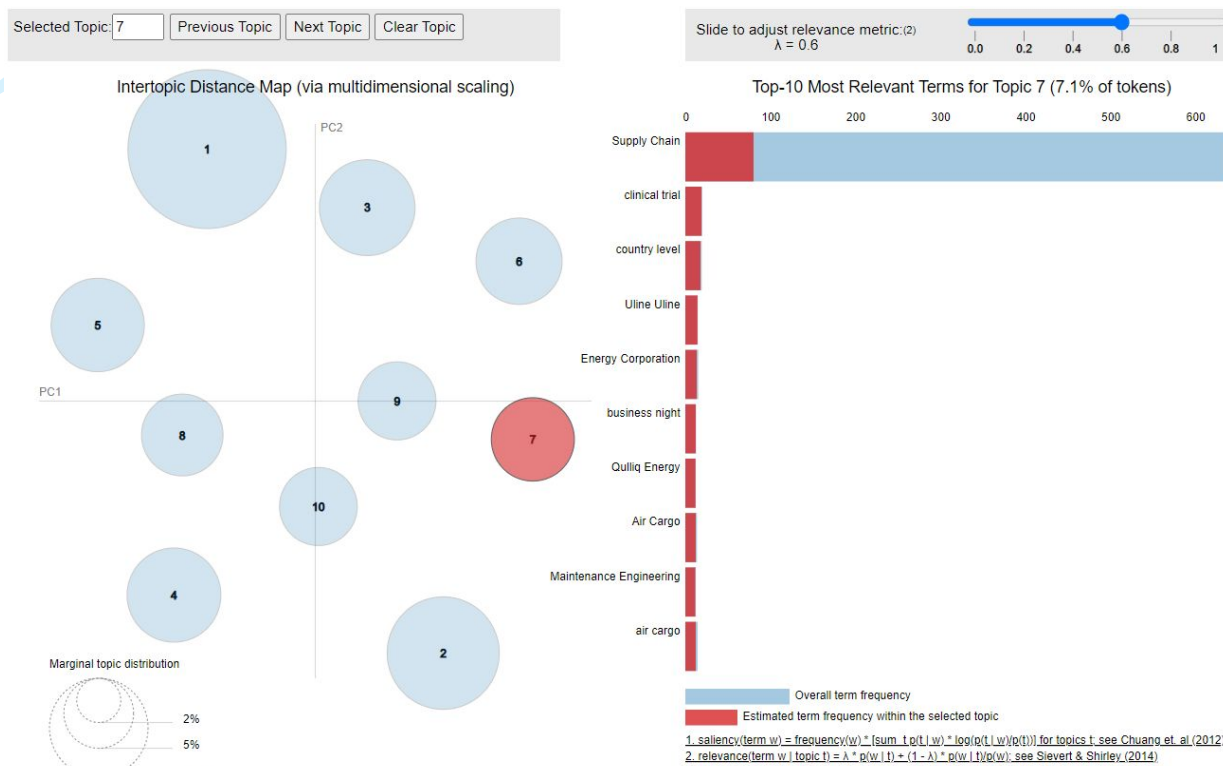 Selected Topic: 7 Previous Topic Next Topic Clear Topic
Slide to adjust relevance metric:(2)
λ = 0.6
0.0 0.2 0.4 0.6 0.8 1
Intertopic Distance Map (via multidimensional scaling)
PC2
PC1
1
3
6
5
9
7
8
10
4
2
Marginal topic distribution
2%
5%
Top-10 Most Relevant Terms for Topic 7 (7.1% of tokens)
0 100 200 300 400 500 600
Supply Chain
clinical trial
country level
Uline Uline
Energy Corporation
business night
Qulliq Energy
Air Cargo
Maintenance Engineering
air cargo
Overall term frequency
Estimated term frequency within the selected topic
1. saliency(term w) = frequency(w) * [sum_t p(t | w) * log(p(t | w)/p(t))] for topics t; see Chuang et. al (2012
2. relevance(term w | topic t) = λ * p(w | t) + (1 - λ) * p(w | t)/p(w); see Sievert & Shirley (2014)